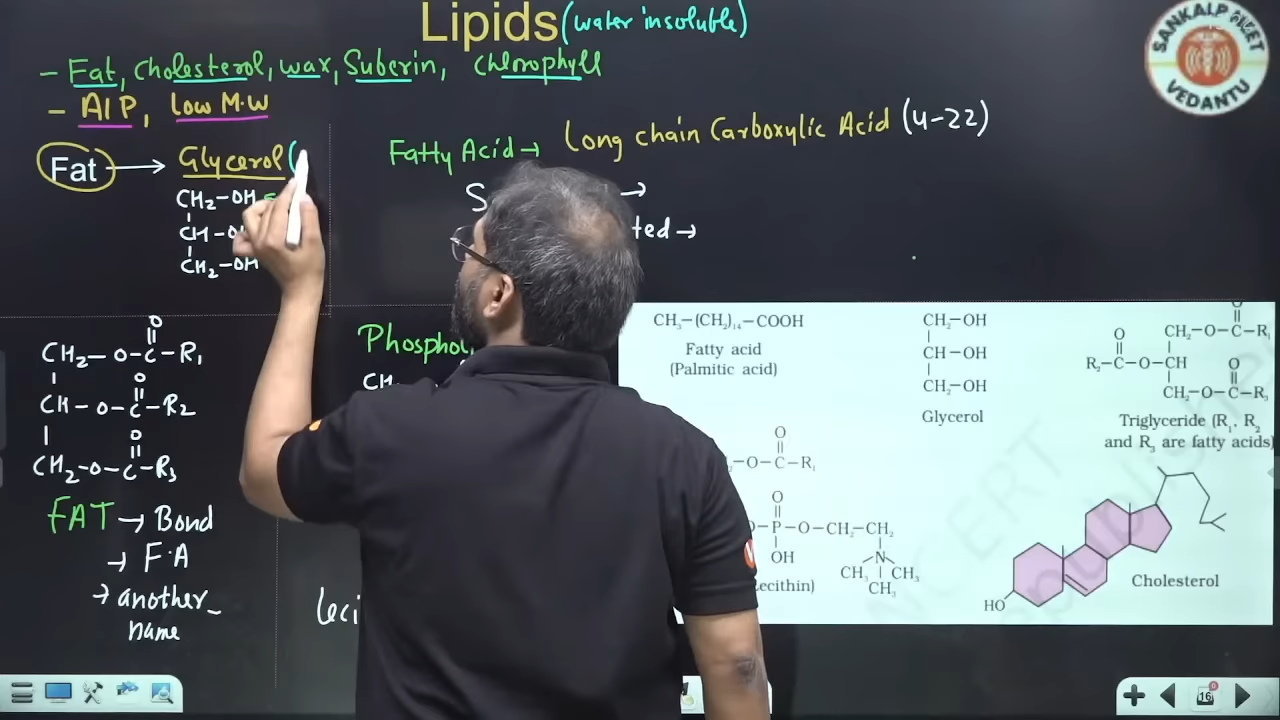 Lipids (water insoluble)
- Fat, Cholesterol, wax, Suberin, chlorophyll
- AIP, Low M.W
Fat → Glycerol (
CH₂-OH
CH-O
CH₂-OH
Fatty Acid → Long chain Carboxylic Acid (4-22)
S →
ted →
CH₂-O-C-R₁
O
CH-O-C-R₂
O
CH₂-O-C-R₃
O
FAT → Bond
→ F.A
→ another
name
Phosphol
CH
leci
CH₃-(CH₂)₁₄-COOH
Fatty acid
(Palmitic acid)
CH₂-OH
CH-OH
CH₂-OH
Glycerol
O
CH₂-O-C-R₁
O
R₂-C-O-CH
O
CH₂-O-C-R₃
Triglyceride (R₁, R₂
and R₃ are fatty acids)
O
-O-C-R₁
O
-P-O-CH₂-CH₂
OH
N
CH₃ CH₃
CH₃
ecithin)
HO
Cholesterol
SANKALP NEET
VEDANTU
16